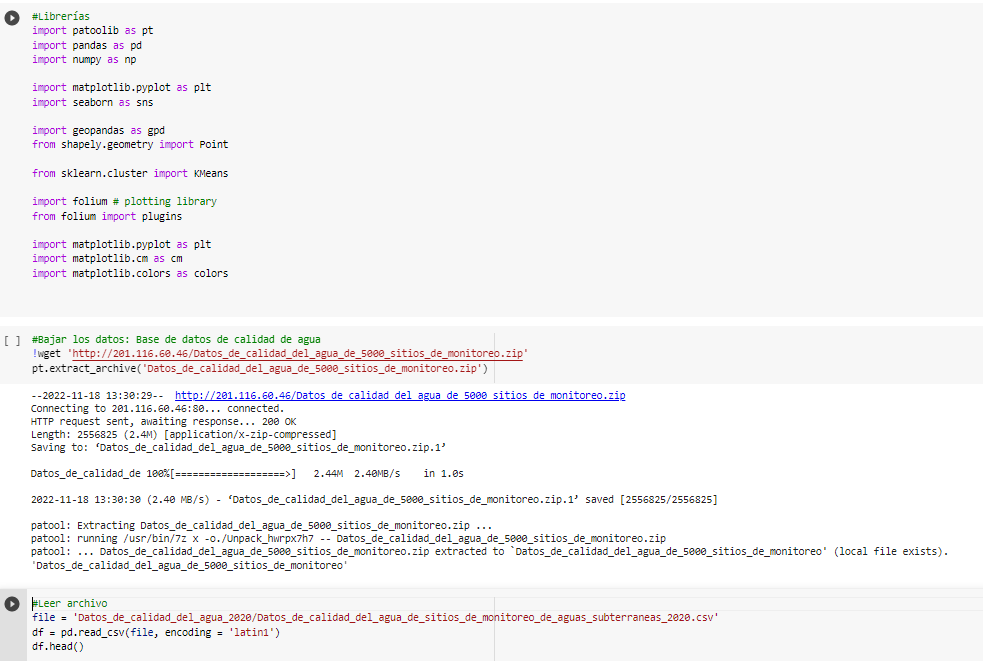 #Librerías
import patoolib as pt
import pandas as pd
import numpy as np
import matplotlib.pyplot as plt
import seaborn as sns
import geopandas as gpd
from shapely.geometry import Point
from sklearn.cluster import KMeans
import folium # plotting library
from folium import plugins
import matplotlib.pyplot as plt
import matplotlib.cm as cm
import matplotlib.colors as colors
[ ] #Bajar los datos: Base de datos de calidad de agua
!wget 'http://201.116.60.46/Datos_de_calidad_del_agua_de_5000_sitios_de_monitoreo.zip'
pt.extract_archive('Datos_de_calidad_del_agua_de_5000_sitios_de_monitoreo.zip')
--2022-11-18 13:30:29-- http://201.116.60.46/Datos_de_calidad_del_agua_de_5000_sitios_de_monitoreo.zip
Connecting to 201.116.60.46:80... connected.
HTTP request sent, awaiting response... 200 OK
Length: 2556825 (2.4M) [application/x-zip-compressed]
Saving to: ‘Datos_de_calidad_del_agua_de_5000_sitios_de_monitoreo.zip.1’
Datos_de_calidad_de 100%[===================>] 2.44M 2.40MB/s in 1.0s
2022-11-18 13:30:30 (2.40 MB/s) - ‘Datos_de_calidad_del_agua_de_5000_sitios_de_monitoreo.zip.1’ saved [2556825/2556825]
patool: Extracting Datos_de_calidad_del_agua_de_5000_sitios_de_monitoreo.zip ...
patool: running /usr/bin/7z x -o./Unpack_hwrpx7h7 -- Datos_de_calidad_del_agua_de_5000_sitios_de_monitoreo.zip
patool: ... Datos_de_calidad_del_agua_de_5000_sitios_de_monitoreo.zip extracted to `Datos_de_calidad_del_agua_de_5000_sitios_de_monitoreo' (local file exists).
'Datos_de_calidad_del_agua_de_5000_sitios_de_monitoreo'
#Leer archivo
file = 'Datos_de_calidad_del_agua_2020/Datos_de_calidad_del_agua_de_sitios_de_monitoreo_de_aguas_subterraneas_2020.csv'
df = pd.read_csv(file, encoding = 'latin1')
df.head()